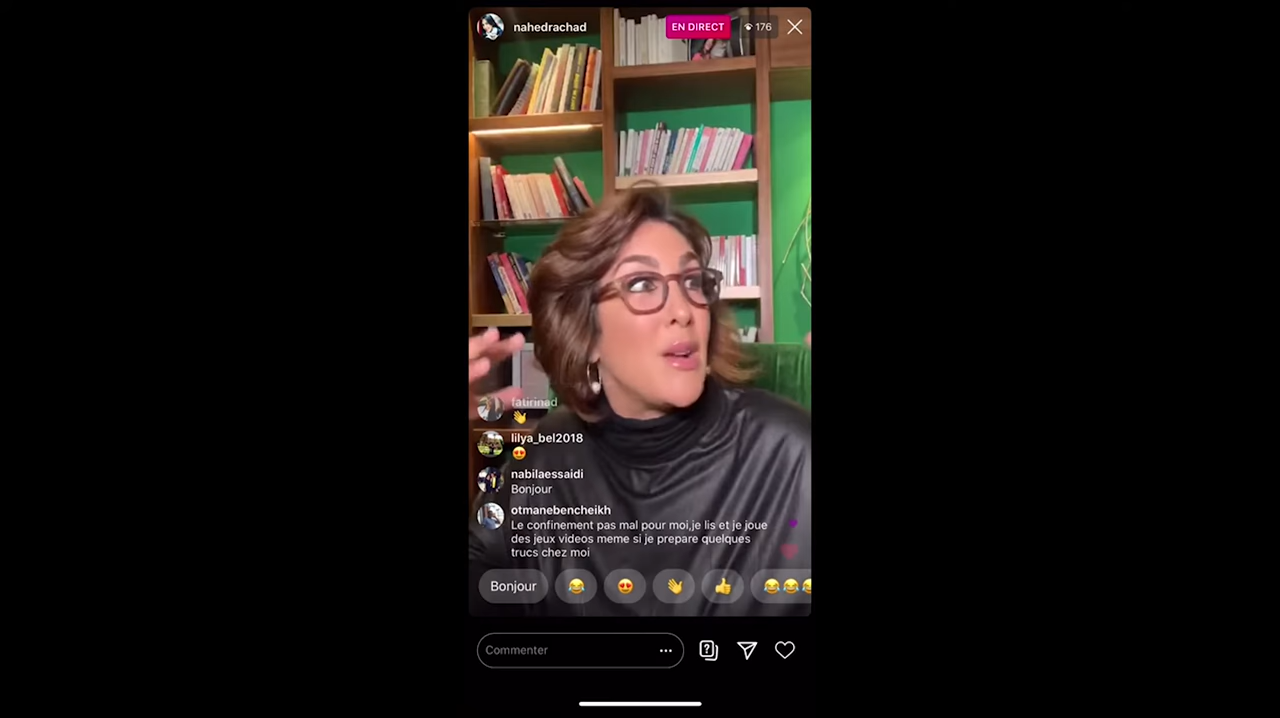 nahedrachad
EN DIRECT
176
fatirinad
👋
lilya_bel2018
😍
nabilaessaidi
Bonjour
otmanebencheikh
Le confinement pas mal pour moi,je lis et je joue
des jeux videos meme si je prepare quelques
trucs chez moi
Bonjour 😂 😍 👋 👍 😂😂😂
Commenter